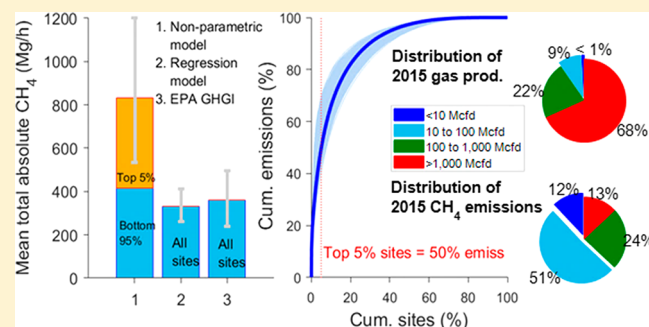 Mean total absolute CH4 (Mg/h)
1200
1000
800
600
400
200
0
1. Non-parametric
model
2. Regression
model
3. EPA GHGI
Top 5%
Bottom
95%
All
sites
All
sites
1
2
3
Cum. emissions (%)
100
80
60
40
20
0
Top 5% sites = 50% emiss
0
20
40
60
80
100
Cum. sites (%)
Distribution of
2015 gas prod.
<10 Mcfd
10 to 100 Mcfd
100 to 1,000 Mcfd
>1,000 Mcfd
Distribution of
2015 CH4 emissions
9%
< 1%
22%
68%
12%
13%
24%
51%